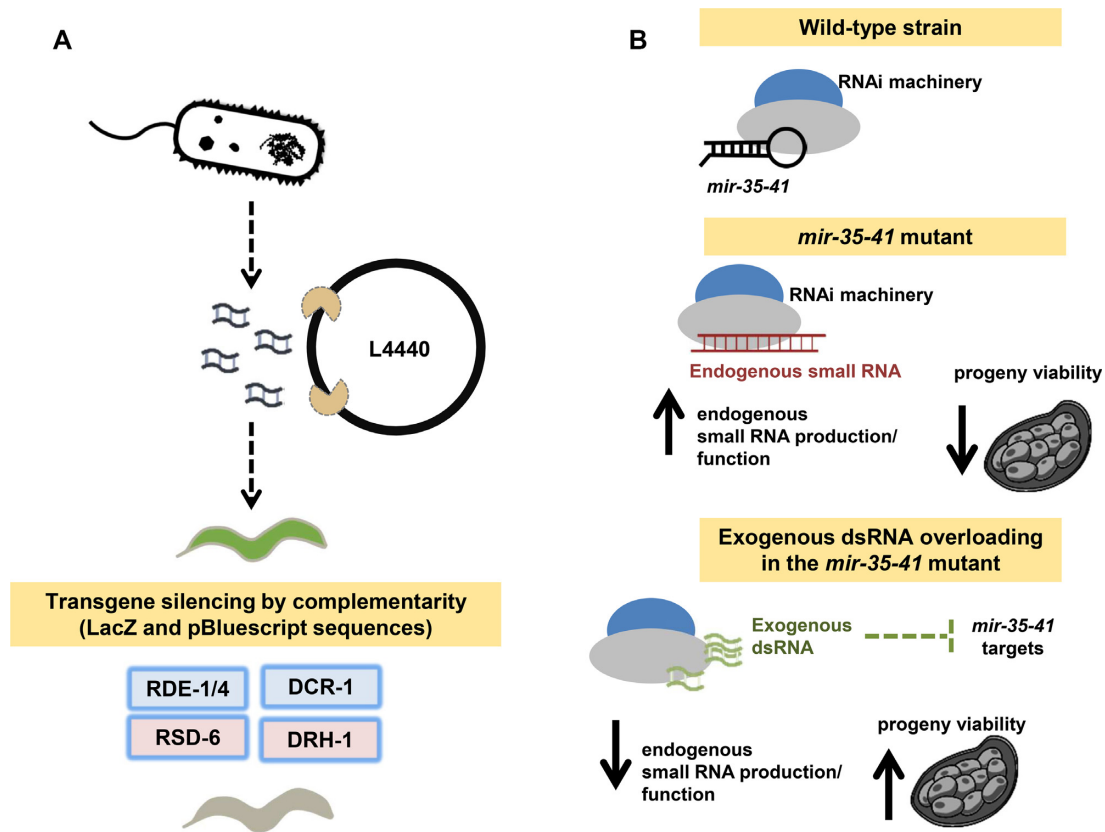 A
L4440
Transgene silencing by complementarity
(LacZ and pBluescript sequences)
RDE-1/4
DCR-1
RSD-6
DRH-1
B
Wild-type strain
RNAi machinery
mir-35-41
mir-35-41 mutant
RNAi machinery
Endogenous small RNA
endogenous
small RNA production/
function
progeny viability
Exogenous dsRNA overloading
in the mir-35-41 mutant
Exogenous
dsRNA
mir-35-41
targets
endogenous
small RNA production/
function
progeny viability